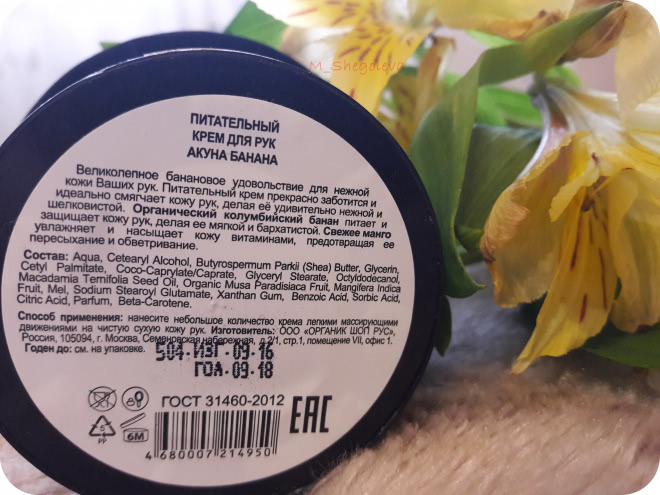 M_Shegoleva
ПИТАТЕЛЬНЫЙ
КРЕМ ДЛЯ РУК
АКУНА БАНАНА
Великолепное банановое удовольствие для нежной
кожи Ваших рук. Питательный крем прекрасно заботится и
идеально смягчает кожу рук, делая её удивительно нежной и
шелковистой. Органический колумбийский банан питает и
защищает кожу рук, делая ее мягкой и бархатистой. Свежее манго
увлажняет и насыщает кожу витаминами, предотвращая ее
пересыхание и обветривание.
Состав: Aqua, Cetearyl Alcohol, Butyrospermum Parkii (Shea) Butter, Glycerin,
Cetyl Palmitate, Coco-Caprylate/Caprate, Glyceryl Stearate, Octyldodecanol,
Macadamia Ternifolia Seed Oil, Organic Musa Paradisiaca Fruit, Mangifera Indica
Fruit, Mel, Sodium Stearoyl Glutamate, Xanthan Gum, Benzoic Acid, Sorbic Acid,
Citric Acid, Parfum, Beta-Carotene.
Способ применения: нанесите небольшое количество крема легкими массирующими
движениями на чистую сухую кожу рук. Изготовитель: ООО «ОРГАНИК ШОП РУС»,
Россия, 105094, г. Москва, Семеновская набережная, д.2/1, стр.1, помещение VII, офис 1.
Годен до: см. на упаковке.
504.ИЗГ.09.16
ГОД.09.18
ГОСТ 31460-2012
EAC
5
PP
6M
4 680007 214950